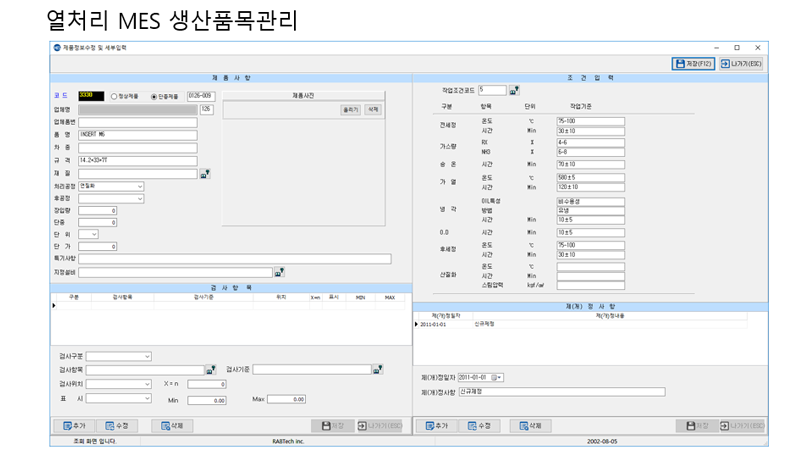 열처리 MES 생산품목관리
제품정보수정 및 세부입력
저장(F12) 나가기(ESC)
제 품 사 항
코 드 3330 정상제품 단종제품 0126-009
업체명 126
업체품번
품 명 INSERT M6
차 종
규 격 14.2*33*7T
재 질
처리공정 연질화
후공정
장입량 0
단중 0
단 위
단 가 0
특기사항
지정설비
제품사진
올리기 삭제
검 사 항 목
구분 검사항목 검사기준 위치 X=n 표시 MIN MAX
검사구분
검사항목 검사기준
검사위치 X = n 0
표 시 Min 0.00 Max 0.00
추가 수정 삭제 저장 나가기(ESC)
조 건 입 력
작업조건코드 5
구분 항목 단위 작업기준
전세정 온도 ℃ 75-100
시간 Min 30±10
가스량 RX % 4-6
NH3 % 6-8
승 온 시간 Min 70±10
가 열 온도 ℃ 580±5
시간 Min 120±10
냉 각 OIL특성 비수용성
방법 유냉
시간 Min 10±5
O.D 시간 Min 10±5
후세정 온도 ℃ 75-100
시간 Min 30±10
산질화 온도 ℃
시간 Min
스팀압력 kgf/㎠
제(개) 정 사 항
제(개)정일자 제(개)정내용
2011-01-01 신규제정
제(개)정일자 2011-01-01
제(개)정사항 신규제정
추가 수정 삭제 저장 나가기(ESC)
조회 화면 입니다. RABTech inc. 2002-08-05